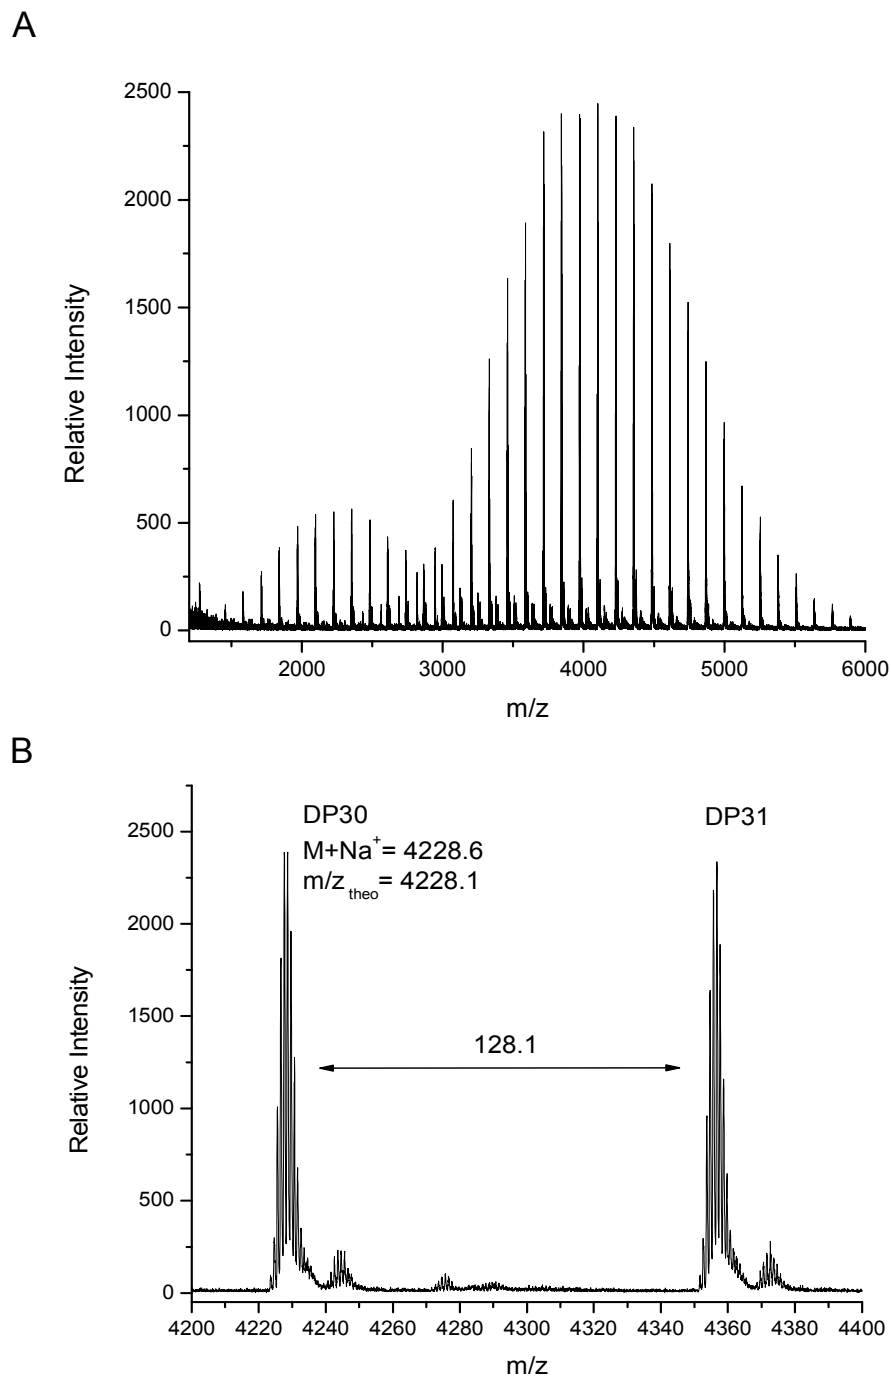 A
2500
2000
1500
1000
500
0
Relative Intensity
2000 3000 4000 5000 6000
m/z
B
DP30
M+Na+= 4228.6
m/z theo= 4228.1
DP31
128.1
2500
2000
1500
1000
500
0
Relative Intensity
4200 4220 4240 4260 4280 4300 4320 4340 4360 4380 4400
m/z